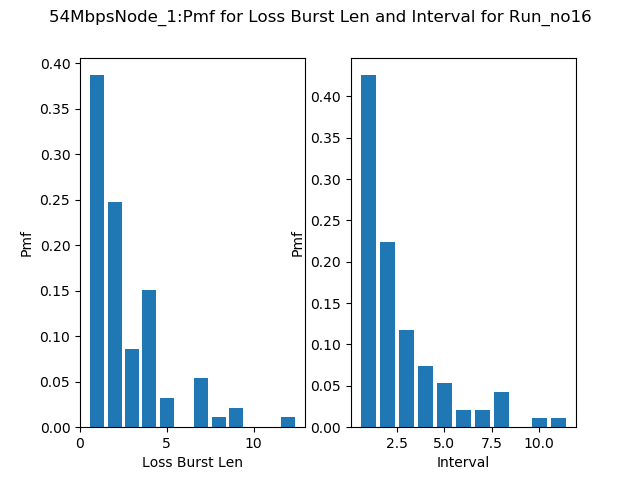 54MbpsNode_1:Pmf for Loss Burst Len and Interval for Run_no16
0.40
0.35
0.30
0.25
0.20
0.15
0.10
0.05
0.00
Pmf
0 5 10
Loss Burst Len
0.40
0.35
0.30
0.25
0.20
0.15
0.10
0.05
0.00
Pmf
2.5 5.0 7.5 10.0
Interval